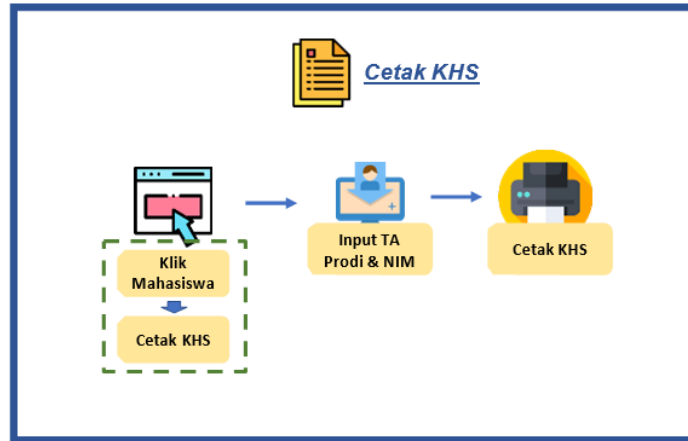 Cetak KHS
Klik
Mahasiswa
Cetak KHS
Input TA
Prodi & NIM
Cetak KHS